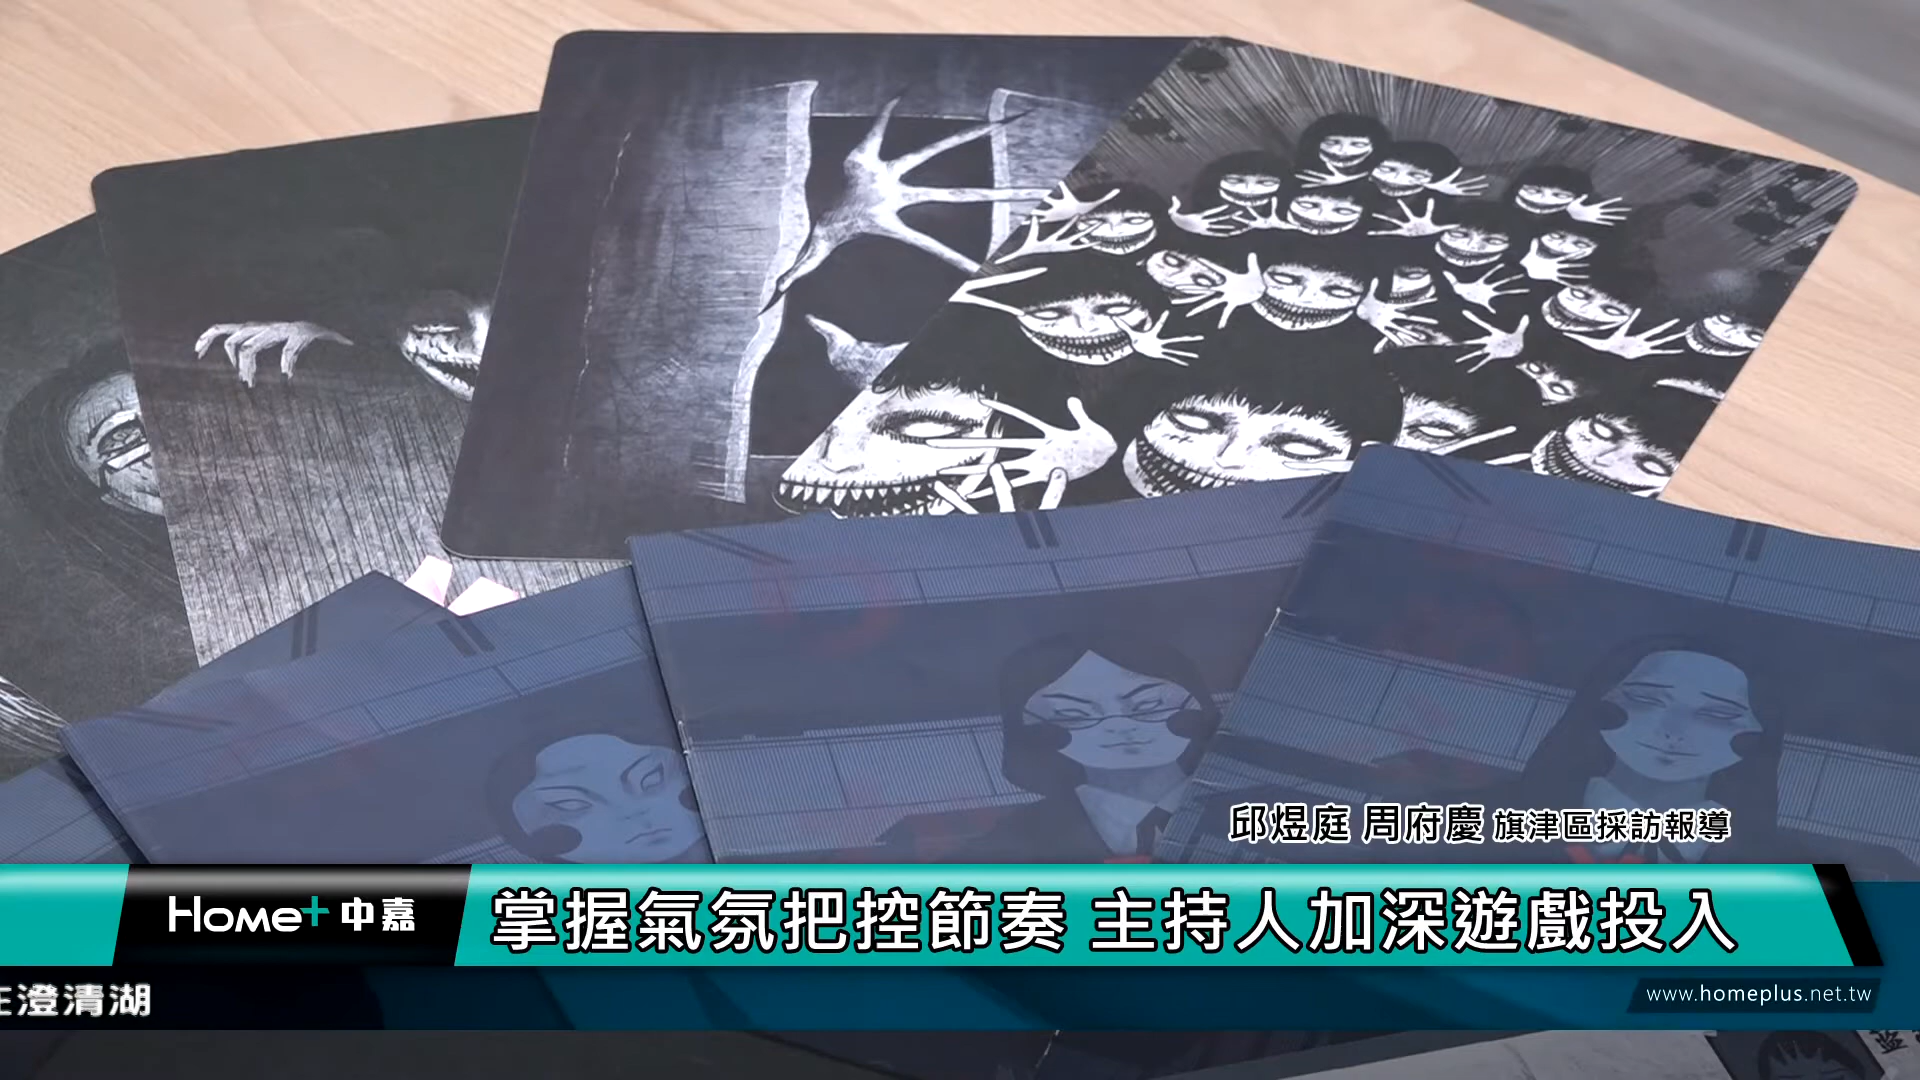 邱煜庭 周府慶 旗津區採訪報導
Home+ 中嘉
掌握氣氛把控節奏 主持人加深遊戲投入
在澄清湖
www.homeplus.net.tw